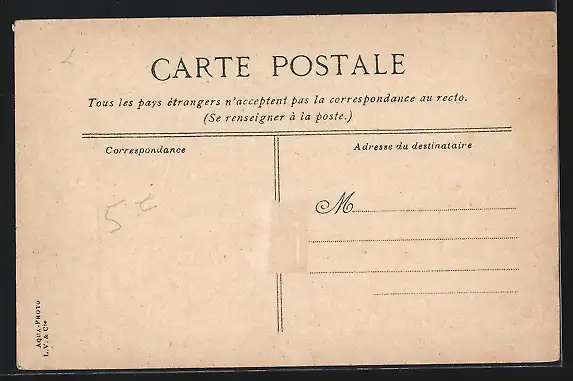 CARTE POSTALE
Tous les pays étrangers n'acceptent pas la correspondance au recto.
(Se renseigner à la poste.)
Correspondance
Adresse du destinataire
M
5 e
AQUA-PHOTO
L. V. & Cie